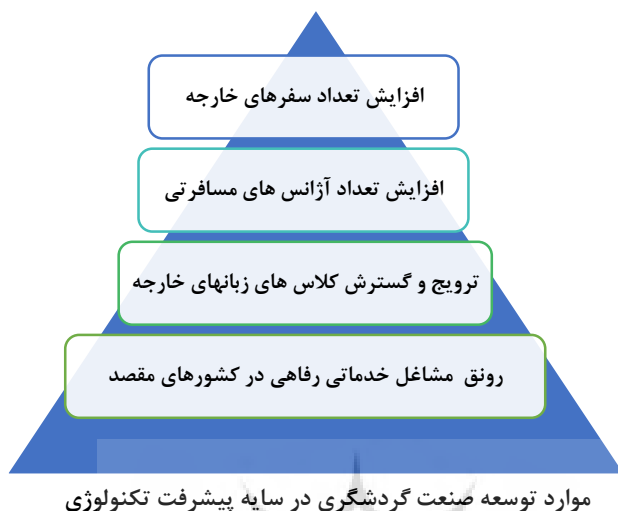 افزایش تعداد سفرهای خارجه
افزایش تعداد آژانس های مسافرتی
ترویج و گسترش کلاس های زبانهای خارجه
رونق مشاغل خدماتی رفاهی در کشورهای مقصد
موارد توسعه صنعت گردشگری در سایه پیشرفت تکنولوژی